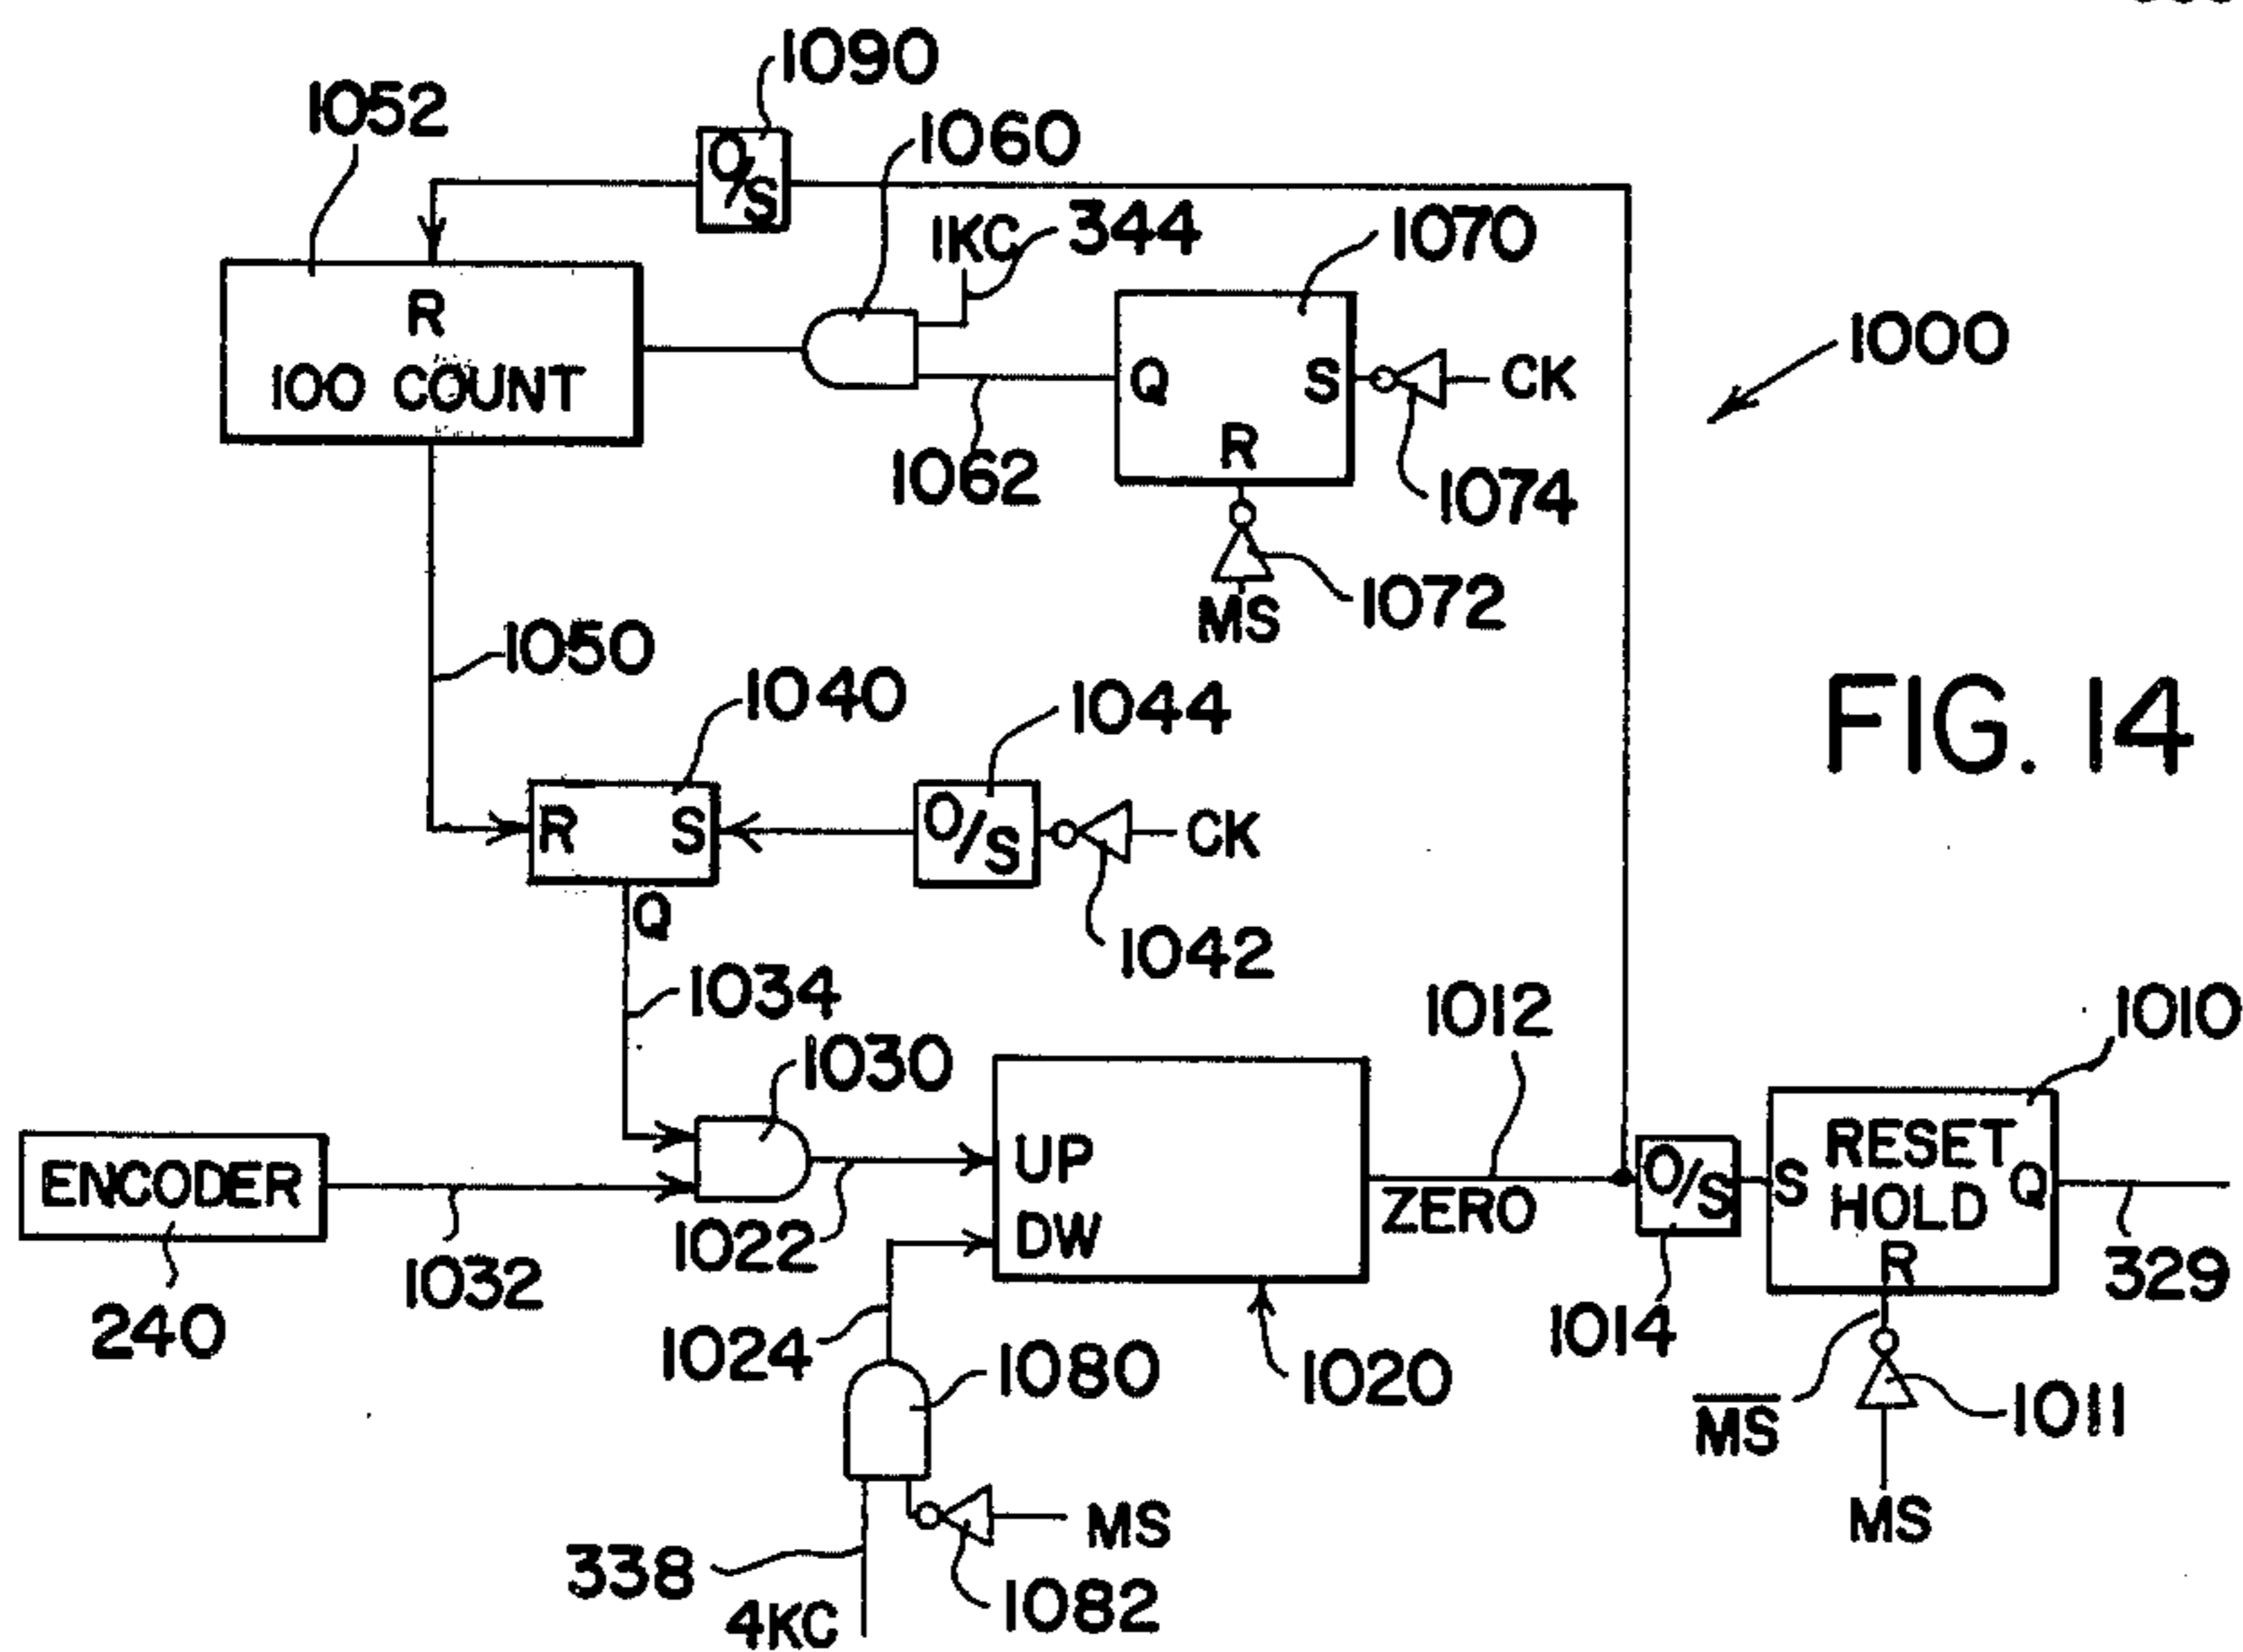 1090
1052
1060
O/S
1KC
344
1070
R
100 COUNT
1000
Q
S
CK
R
1062
1074
1072
MS
1050
1040
1044
FIG. 14
R
S
O/S
CK
Q
1042
1034
1012
1010
1030
ENCODER
UP
DW
ZERO
O/S
S
RESET
HOLD
Q
R
1032
1022
329
240
1024
1080
1020
1014
M̅S̅
1011
MS
MS
338
1082
4KC